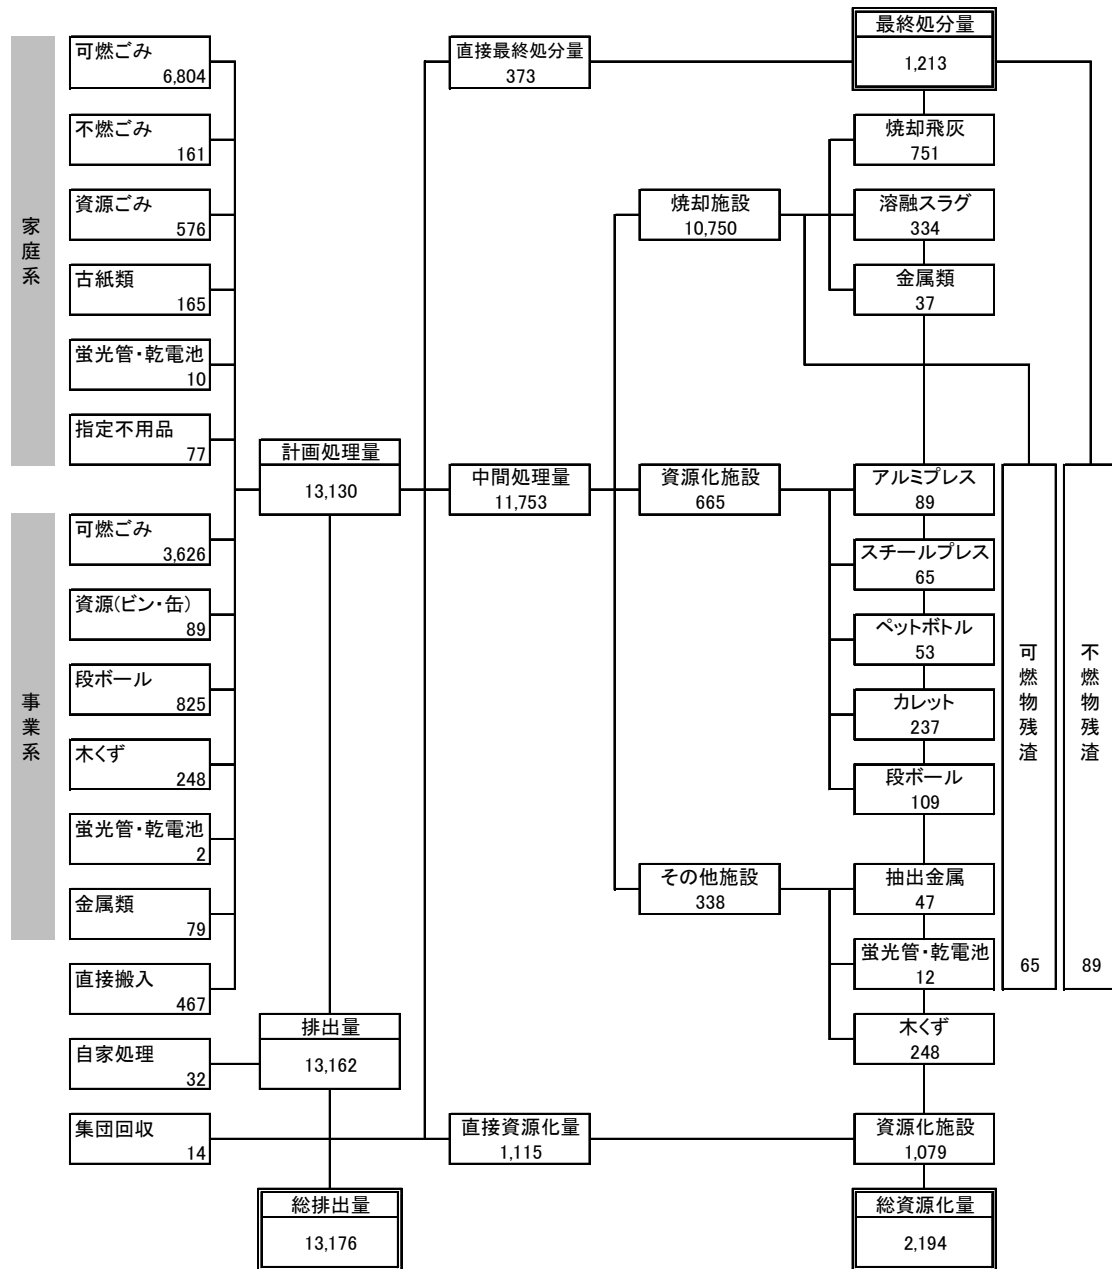 家庭系
可燃ごみ
6,804
不燃ごみ
161
資源ごみ
576
古紙類
165
蛍光管・乾電池
10
指定不用品
77
事業系
可燃ごみ
3,626
資源(ビン・缶)
89
段ボール
825
木くず
248
蛍光管・乾電池
2
金属類
79
直接搬入
467
自家処理
32
集団回収
14
計画処理量
13,130
排出量
13,162
総排出量
13,176
直接最終処分量
373
中間処理量
11,753
直接資源化量
1,115
焼却施設
10,750
資源化施設
665
その他施設
338
最終処分量
1,213
焼却飛灰
751
溶融スラグ
334
金属類
37
アルミプレス
89
スチールプレス
65
ペットボトル
53
カレット
237
段ボール
109
抽出金属
47
蛍光管・乾電池
12
木くず
248
資源化施設
1,079
総資源化量
2,194
可燃物残渣
65
不燃物残渣
89